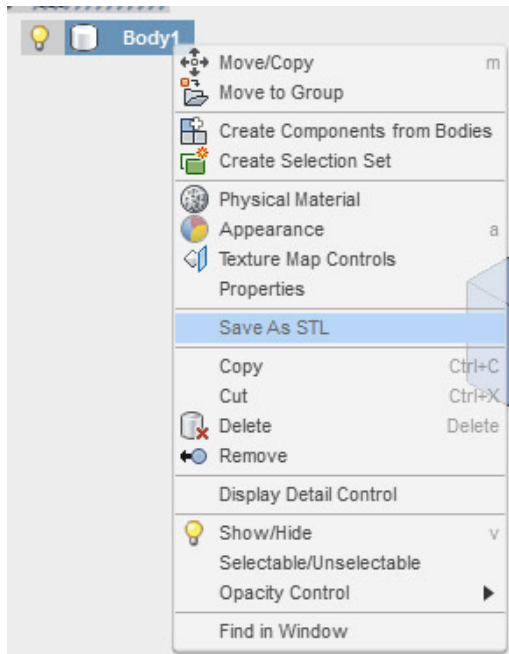 Body1
Move/Copy m
Move to Group
Create Components from Bodies
Create Selection Set
Physical Material
Appearance a
Texture Map Controls
Properties
Save As STL
Copy Ctrl+C
Cut Ctrl+X
Delete Delete
Remove
Display Detail Control
Show/Hide v
Selectable/Unselectable
Opacity Control
Find in Window